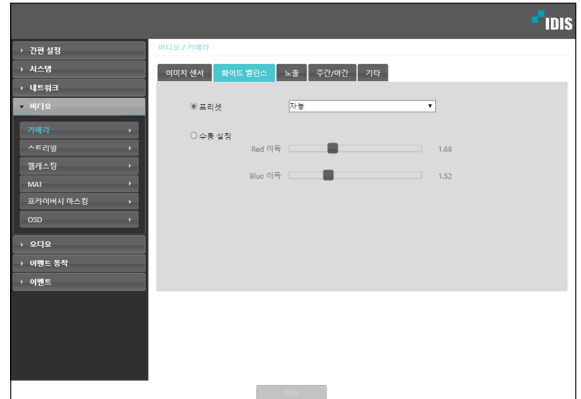 IDIS
간편 설정
시스템
네트워크
비디오
카메라
스트리밍
웹캐스팅
MAI
프라이버시 마스킹
OSD
오디오
이벤트 동작
이벤트
비디오 / 카메라
이미지 센서 화이트 밸런스 노출 주간/야간 기타
프리셋 자동
수동 설정
Red 이득 1.68
Blue 이득 1.52
저장